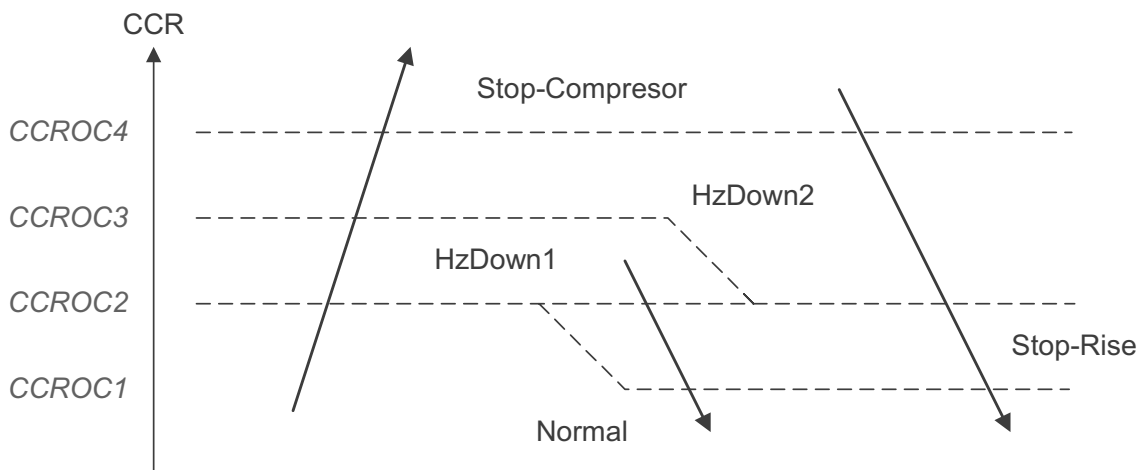 CCR
Stop-Compresor
CCROC4
HzDown2
CCROC3
HzDown1
CCROC2
Stop-Rise
CCROC1
Normal